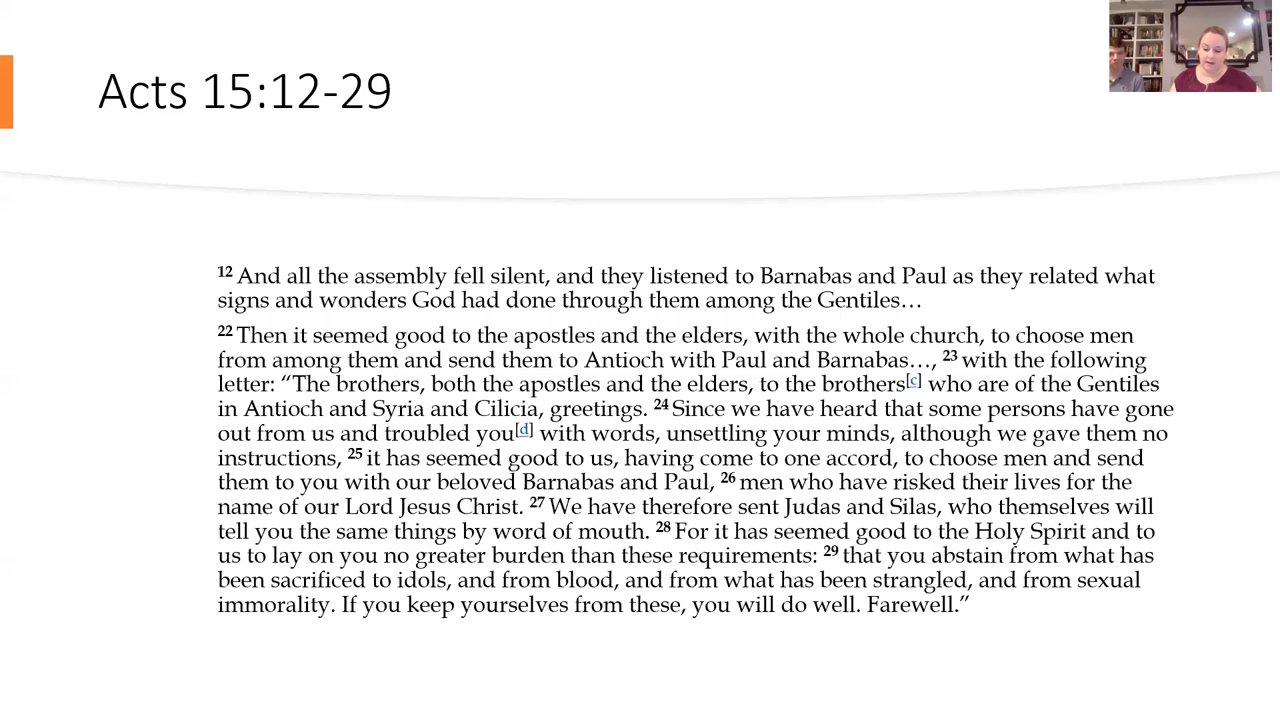 Acts 15:12-29
12 And all the assembly fell silent, and they listened to Barnabas and Paul as they related what
signs and wonders God had done through them among the Gentiles…
22 Then it seemed good to the apostles and the elders, with the whole church, to choose men
from among them and send them to Antioch with Paul and Barnabas…, 23 with the following
letter: “The brothers, both the apostles and the elders, to the brothers[c] who are of the Gentiles
in Antioch and Syria and Cilicia, greetings. 24 Since we have heard that some persons have gone
out from us and troubled you[d] with words, unsettling your minds, although we gave them no
instructions, 25 it has seemed good to us, having come to one accord, to choose men and send
them to you with our beloved Barnabas and Paul, 26 men who have risked their lives for the
name of our Lord Jesus Christ. 27 We have therefore sent Judas and Silas, who themselves will
tell you the same things by word of mouth. 28 For it has seemed good to the Holy Spirit and to
us to lay on you no greater burden than these requirements: 29 that you abstain from what has
been sacrificed to idols, and from blood, and from what has been strangled, and from sexual
immorality. If you keep yourselves from these, you will do well. Farewell.”